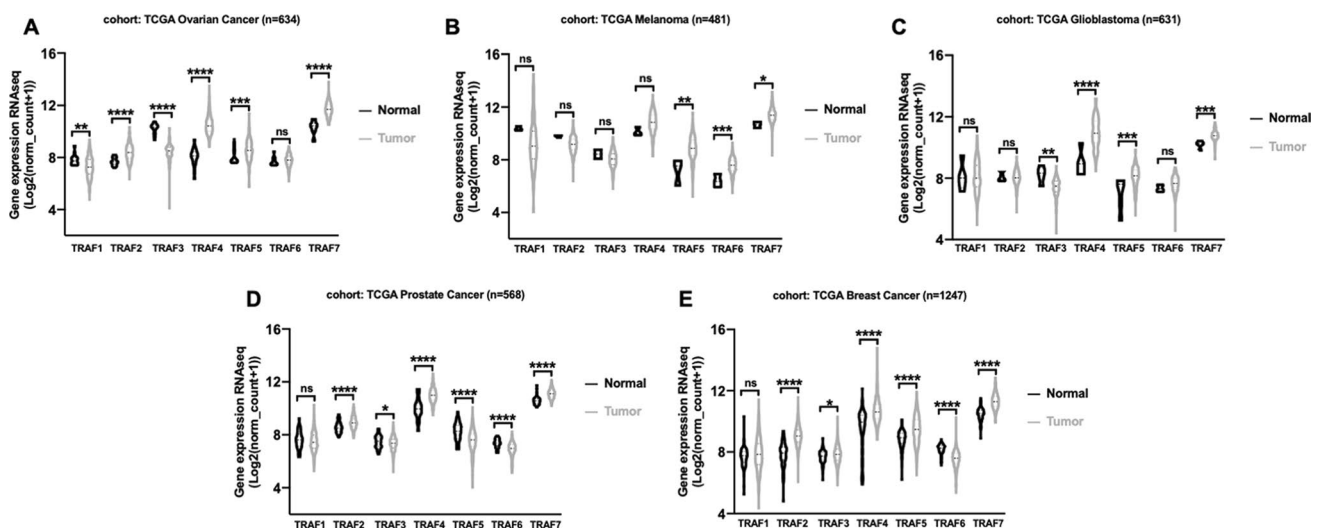 A
cohort: TCGA Ovarian Cancer (n=634)
Gene expression RNAseq
(Log2(norm_count+1))
16
12
8
4
** **** **** **** *** ns ****
TRAF1 TRAF2 TRAF3 TRAF4 TRAF5 TRAF6 TRAF7
Normal
Tumor
B
cohort: TCGA Melanoma (n=481)
Gene expression RNAseq
(Log2(norm_count+1))
16
12
8
4
ns ns ns ns ** *** *
TRAF1 TRAF2 TRAF3 TRAF4 TRAF5 TRAF6 TRAF7
Normal
Tumor
C
cohort: TCGA Glioblastoma (n=631)
Gene expression RNAseq
(Log2(norm_count+1))
16
12
8
4
ns ns ** **** *** ns ***
TRAF1 TRAF2 TRAF3 TRAF4 TRAF5 TRAF6 TRAF7
Normal
Tumor
D
cohort: TCGA Prostate Cancer (n=568)
Gene expression RNAseq
(Log2(norm_count+1))
16
12
8
4
ns **** * **** **** **** ****
TRAF1 TRAF2 TRAF3 TRAF4 TRAF5 TRAF6 TRAF7
Normal
Tumor
E
cohort: TCGA Breast Cancer (n=1247)
Gene expression RNAseq
(Log2(norm_count+1))
16
12
8
4
ns **** * **** **** **** ****
TRAF1 TRAF2 TRAF3 TRAF4 TRAF5 TRAF6 TRAF7
Normal
Tumor